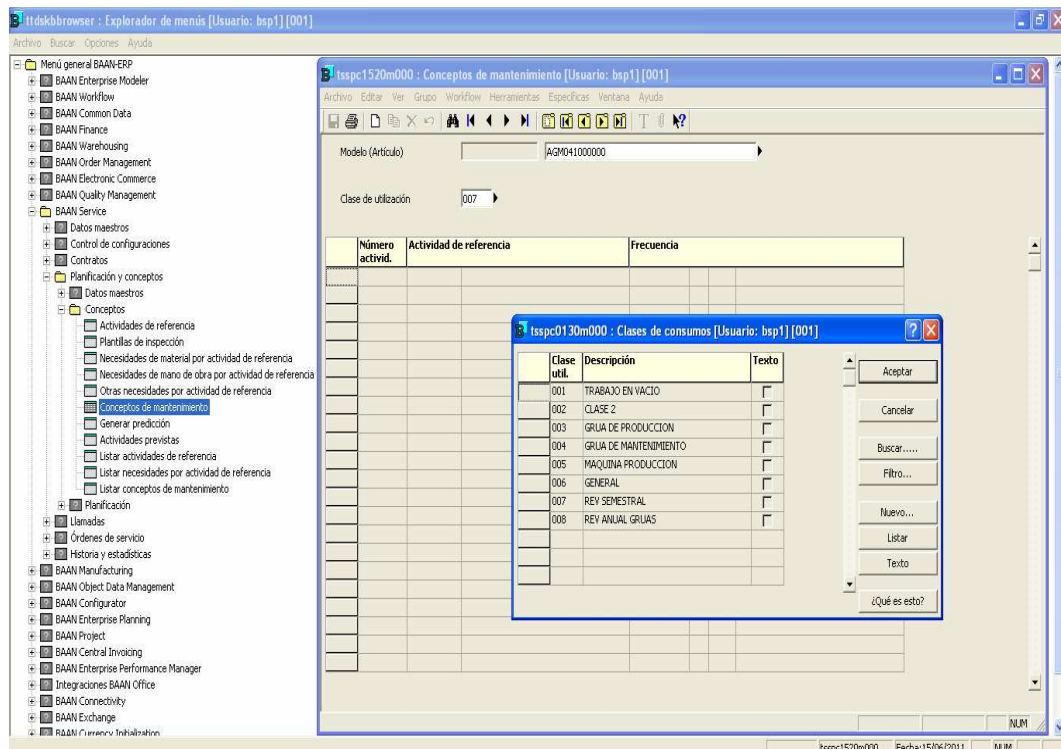 ttdskbbrowser : Explorador de menús [Usuario: bsp1] [001]
Archivo Buscar Opciones Ayuda
Menú general BAAN-ERP
BAAN Enterprise Modeler
BAAN Workflow
BAAN Common Data
BAAN Finance
BAAN Warehousing
BAAN Order Management
BAAN Electronic Commerce
BAAN Quality Management
BAAN Service
Datos maestros
Control de configuraciones
Contratos
Planificación y conceptos
Datos maestros
Conceptos
Actividades de referencia
Plantillas de inspección
Necesidades de material por actividad de referencia
Necesidades de mano de obra por actividad de referencia
Otras necesidades por actividad de referencia
Conceptos de mantenimiento
Generar predicción
Actividades previstas
Listar actividades de referencia
Listar necesidades por actividad de referencia
Listar conceptos de mantenimiento
Planificación
Llamadas
Órdenes de servicio
Historia y estadísticas
BAAN Manufacturing
BAAN Object Data Management
BAAN Configurator
BAAN Enterprise Planning
BAAN Project
BAAN Central Invoicing
BAAN Enterprise Performance Manager
Integraciones BAAN Office
BAAN Connectivity
BAAN Exchange
BAAN Currency Initialization
tsspc1520m000 : Conceptos de mantenimiento [Usuario: bsp1] [001]
Archivo Editar Ver Grupo Workflow Herramientas Específicas Ventana Ayuda
Modelo (Artículo) AGM041000000
Clase de utilización 007
Número activid. Actividad de referencia Frecuencia
tsspc0130m000 : Clases de consumos [Usuario: bsp1] [001]
Clase util. Descripción Texto
001 TRABAJO EN VACIO
002 CLASE 2
003 GRUA DE PRODUCCION
004 GRUA DE MANTENIMIENTO
005 MAQUINA PRODUCCION
006 GENERAL
007 REV SEMESTRAL
008 REV ANUAL GRUAS
Aceptar
Cancelar
Buscar.....
Filtro...
Nuevo...
Listar
Texto
¿Qué es esto?
NUM
tsspc1520m000 Fecha:15/06/2011 NUM